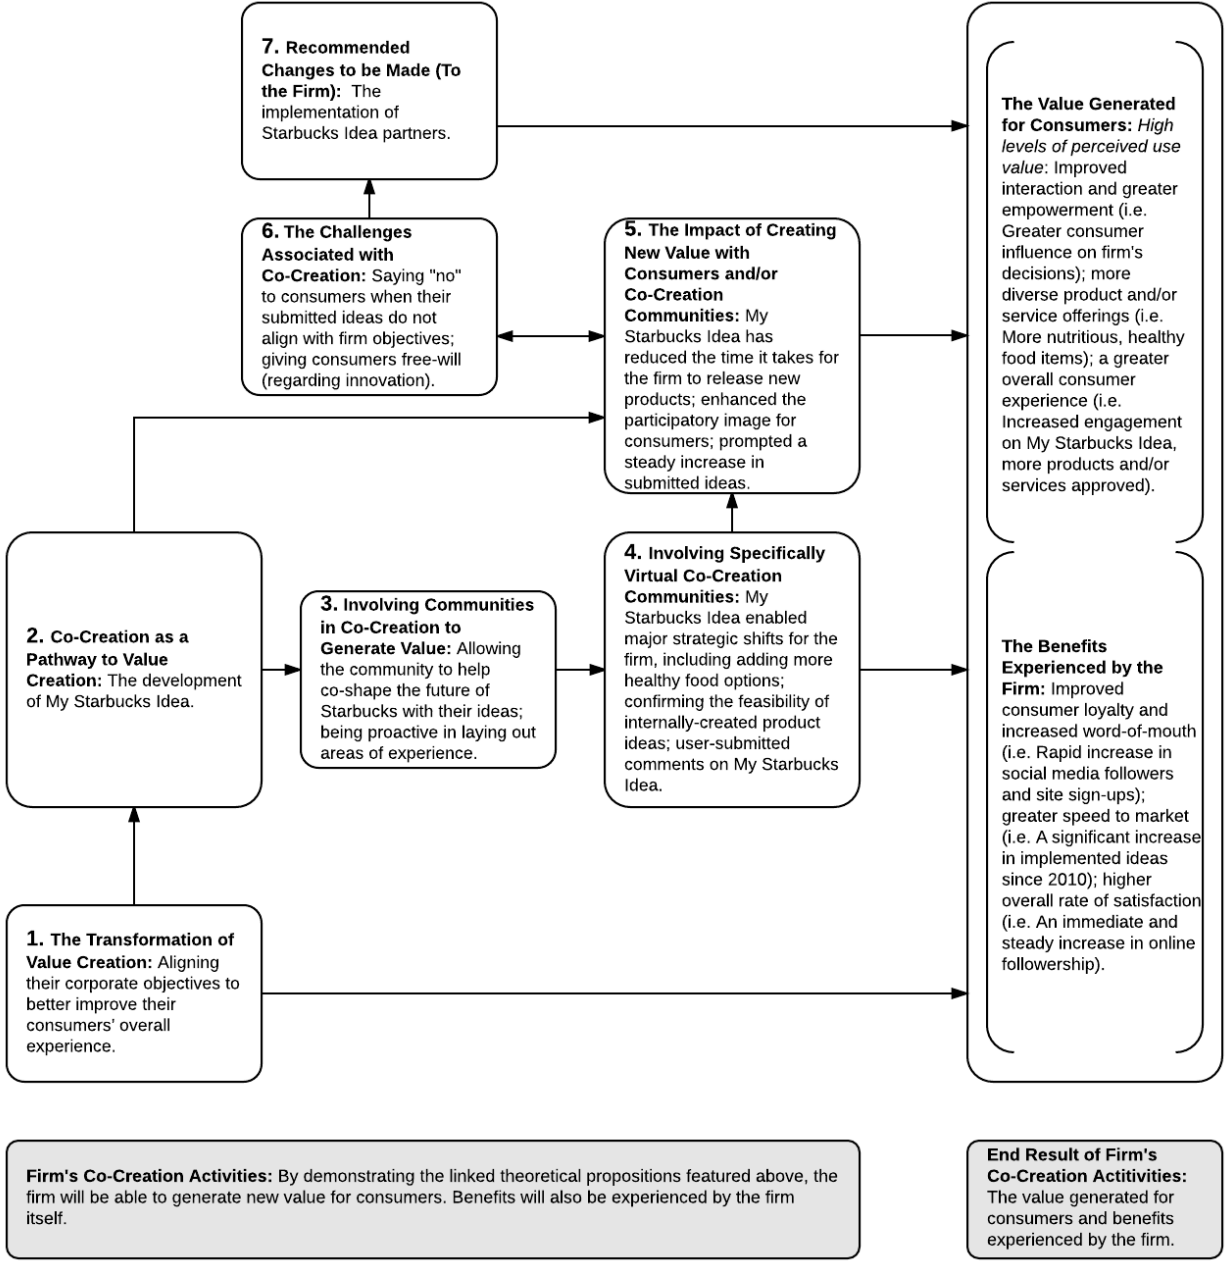 7. Recommended
Changes to be Made (To
the Firm): The
implementation of
Starbucks Idea partners.
6. The Challenges
Associated with
Co-Creation: Saying "no"
to consumers when their
submitted ideas do not
align with firm objectives;
giving consumers free-will
(regarding innovation).
5. The Impact of Creating
New Value with
Consumers and/or
Co-Creation
Communities: My
Starbucks Idea has
reduced the time it takes for
the firm to release new
products; enhanced the
participatory image for
consumers; prompted a
steady increase in
submitted ideas.
2. Co-Creation as a
Pathway to Value
Creation: The development
of My Starbucks Idea.
3. Involving Communities
in Co-Creation to
Generate Value: Allowing
the community to help
co-shape the future of
Starbucks with their ideas;
being proactive in laying out
areas of experience.
4. Involving Specifically
Virtual Co-Creation
Communities: My
Starbucks Idea enabled
major strategic shifts for the
firm, including adding more
healthy food options;
confirming the feasibility of
internally-created product
ideas; user-submitted
comments on My Starbucks
Idea.
1. The Transformation of
Value Creation: Aligning
their corporate objectives to
better improve their
consumers' overall
experience.
The Value Generated
for Consumers: High
levels of perceived use
value: Improved
interaction and greater
empowerment (i.e.
Greater consumer
influence on firm's
decisions); more
diverse product and/or
service offerings (i.e.
More nutritious, healthy
food items); a greater
overall consumer
experience (i.e.
Increased engagement
on My Starbucks Idea,
more products and/or
services approved).
The Benefits
Experienced by the
Firm: Improved
consumer loyalty and
increased word-of-mouth
(i.e. Rapid increase in
social media followers
and site sign-ups);
greater speed to market
(i.e. A significant increase
in implemented ideas
since 2010); higher
overall rate of satisfaction
(i.e. An immediate and
steady increase in online
followership).
Firm's Co-Creation Activities: By demonstrating the linked theoretical propositions featured above, the
firm will be able to generate new value for consumers. Benefits will also be experienced by the firm
itself.
End Result of Firm's
Co-Creation Actitivities:
The value generated for
consumers and benefits
experienced by the firm.